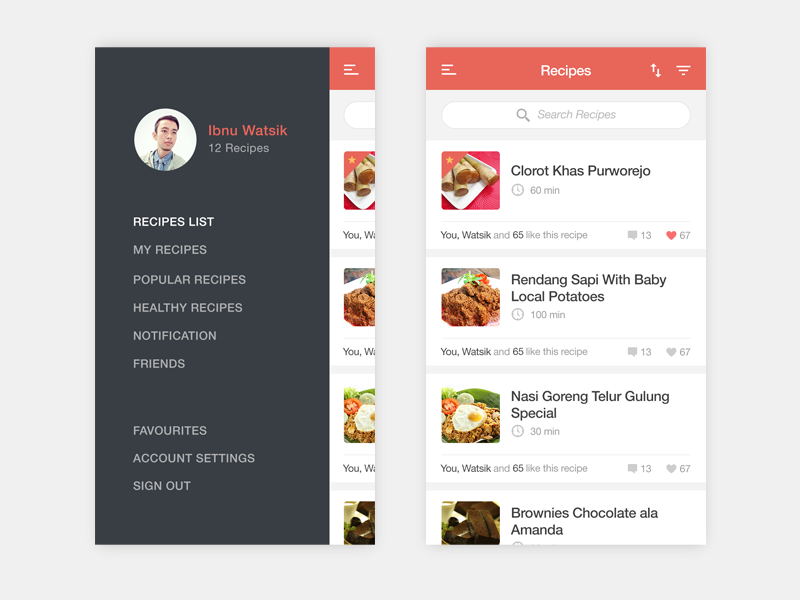 Ibnu Watsik
12 Recipes
RECIPES LIST
MY RECIPES
POPULAR RECIPES
HEALTHY RECIPES
NOTIFICATION
FRIENDS
FAVOURITES
ACCOUNT SETTINGS
SIGN OUT
You, Wa
You, Wa
You, Wa
Recipes
Search Recipes
Clorot Khas Purworejo
60 min
You, Watsik and 65 like this recipe 13 67
Rendang Sapi With Baby
Local Potatoes
100 min
You, Watsik and 65 like this recipe 13 67
Nasi Goreng Telur Gulung
Special
30 min
You, Watsik and 65 like this recipe 13 67
Brownies Chocolate ala
Amanda